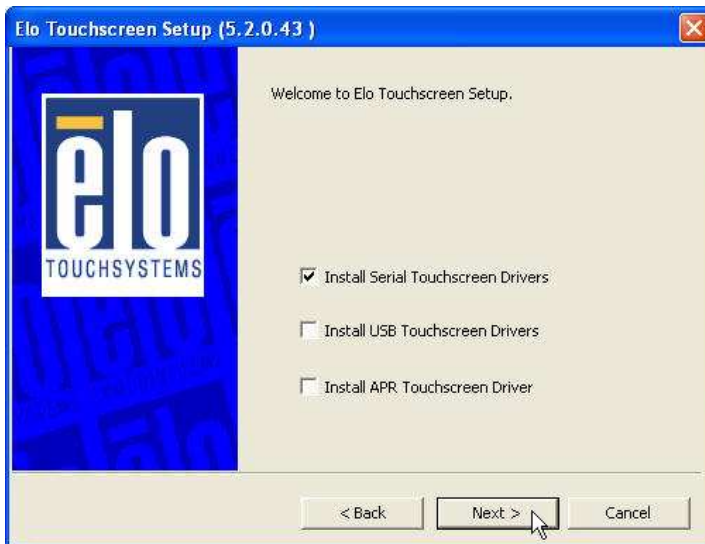 Elo Touchscreen Setup (5.2.0.43 )
Welcome to Elo Touchscreen Setup.
ēlo
TOUCHSYSTEMS
Install Serial Touchscreen Drivers
Install USB Touchscreen Drivers
Install APR Touchscreen Driver
< Back
Next >
Cancel